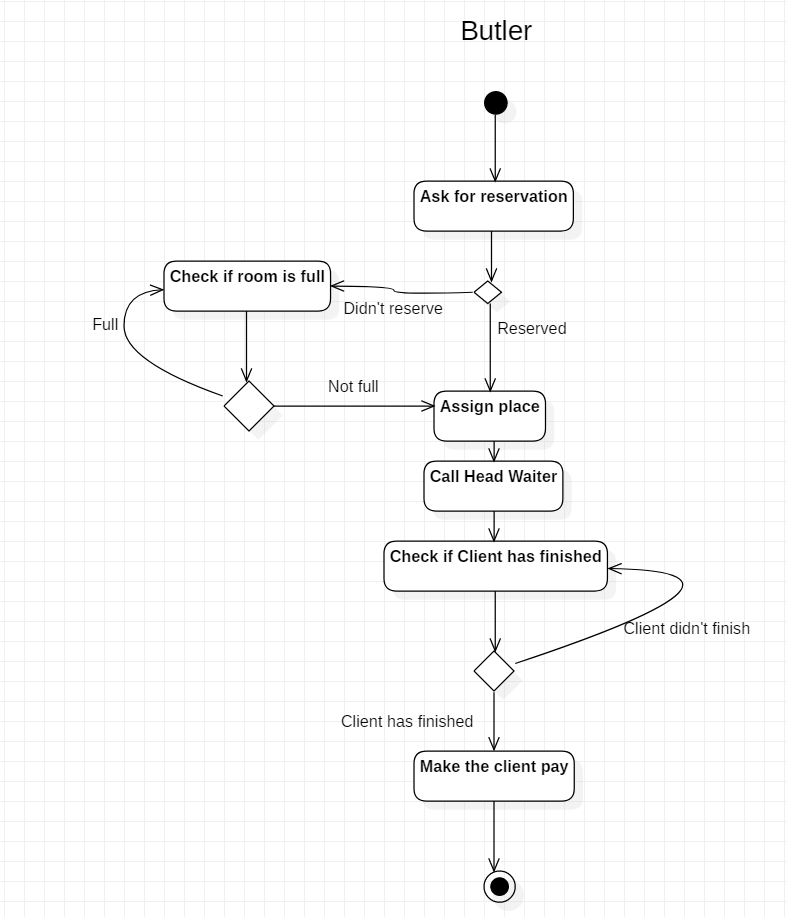 Butler
Ask for reservation
Check if room is full
Didn't reserve
Full
Reserved
Not full
Assign place
Call Head Waiter
Check if Client has finished
Client didn't finish
Client has finished
Make the client pay